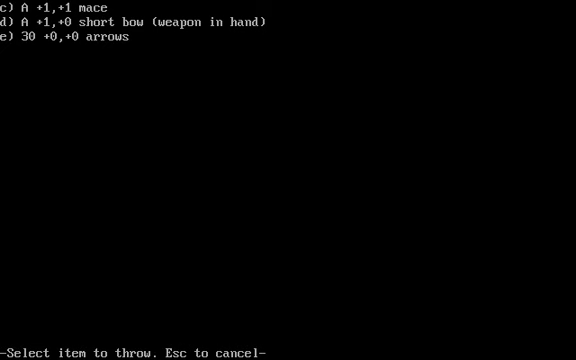 c) A +1,+1 mace
d) A +1,+0 short bow (weapon in hand)
e) 30 +0,+0 arrows
-Select item to throw. Esc to cancel-